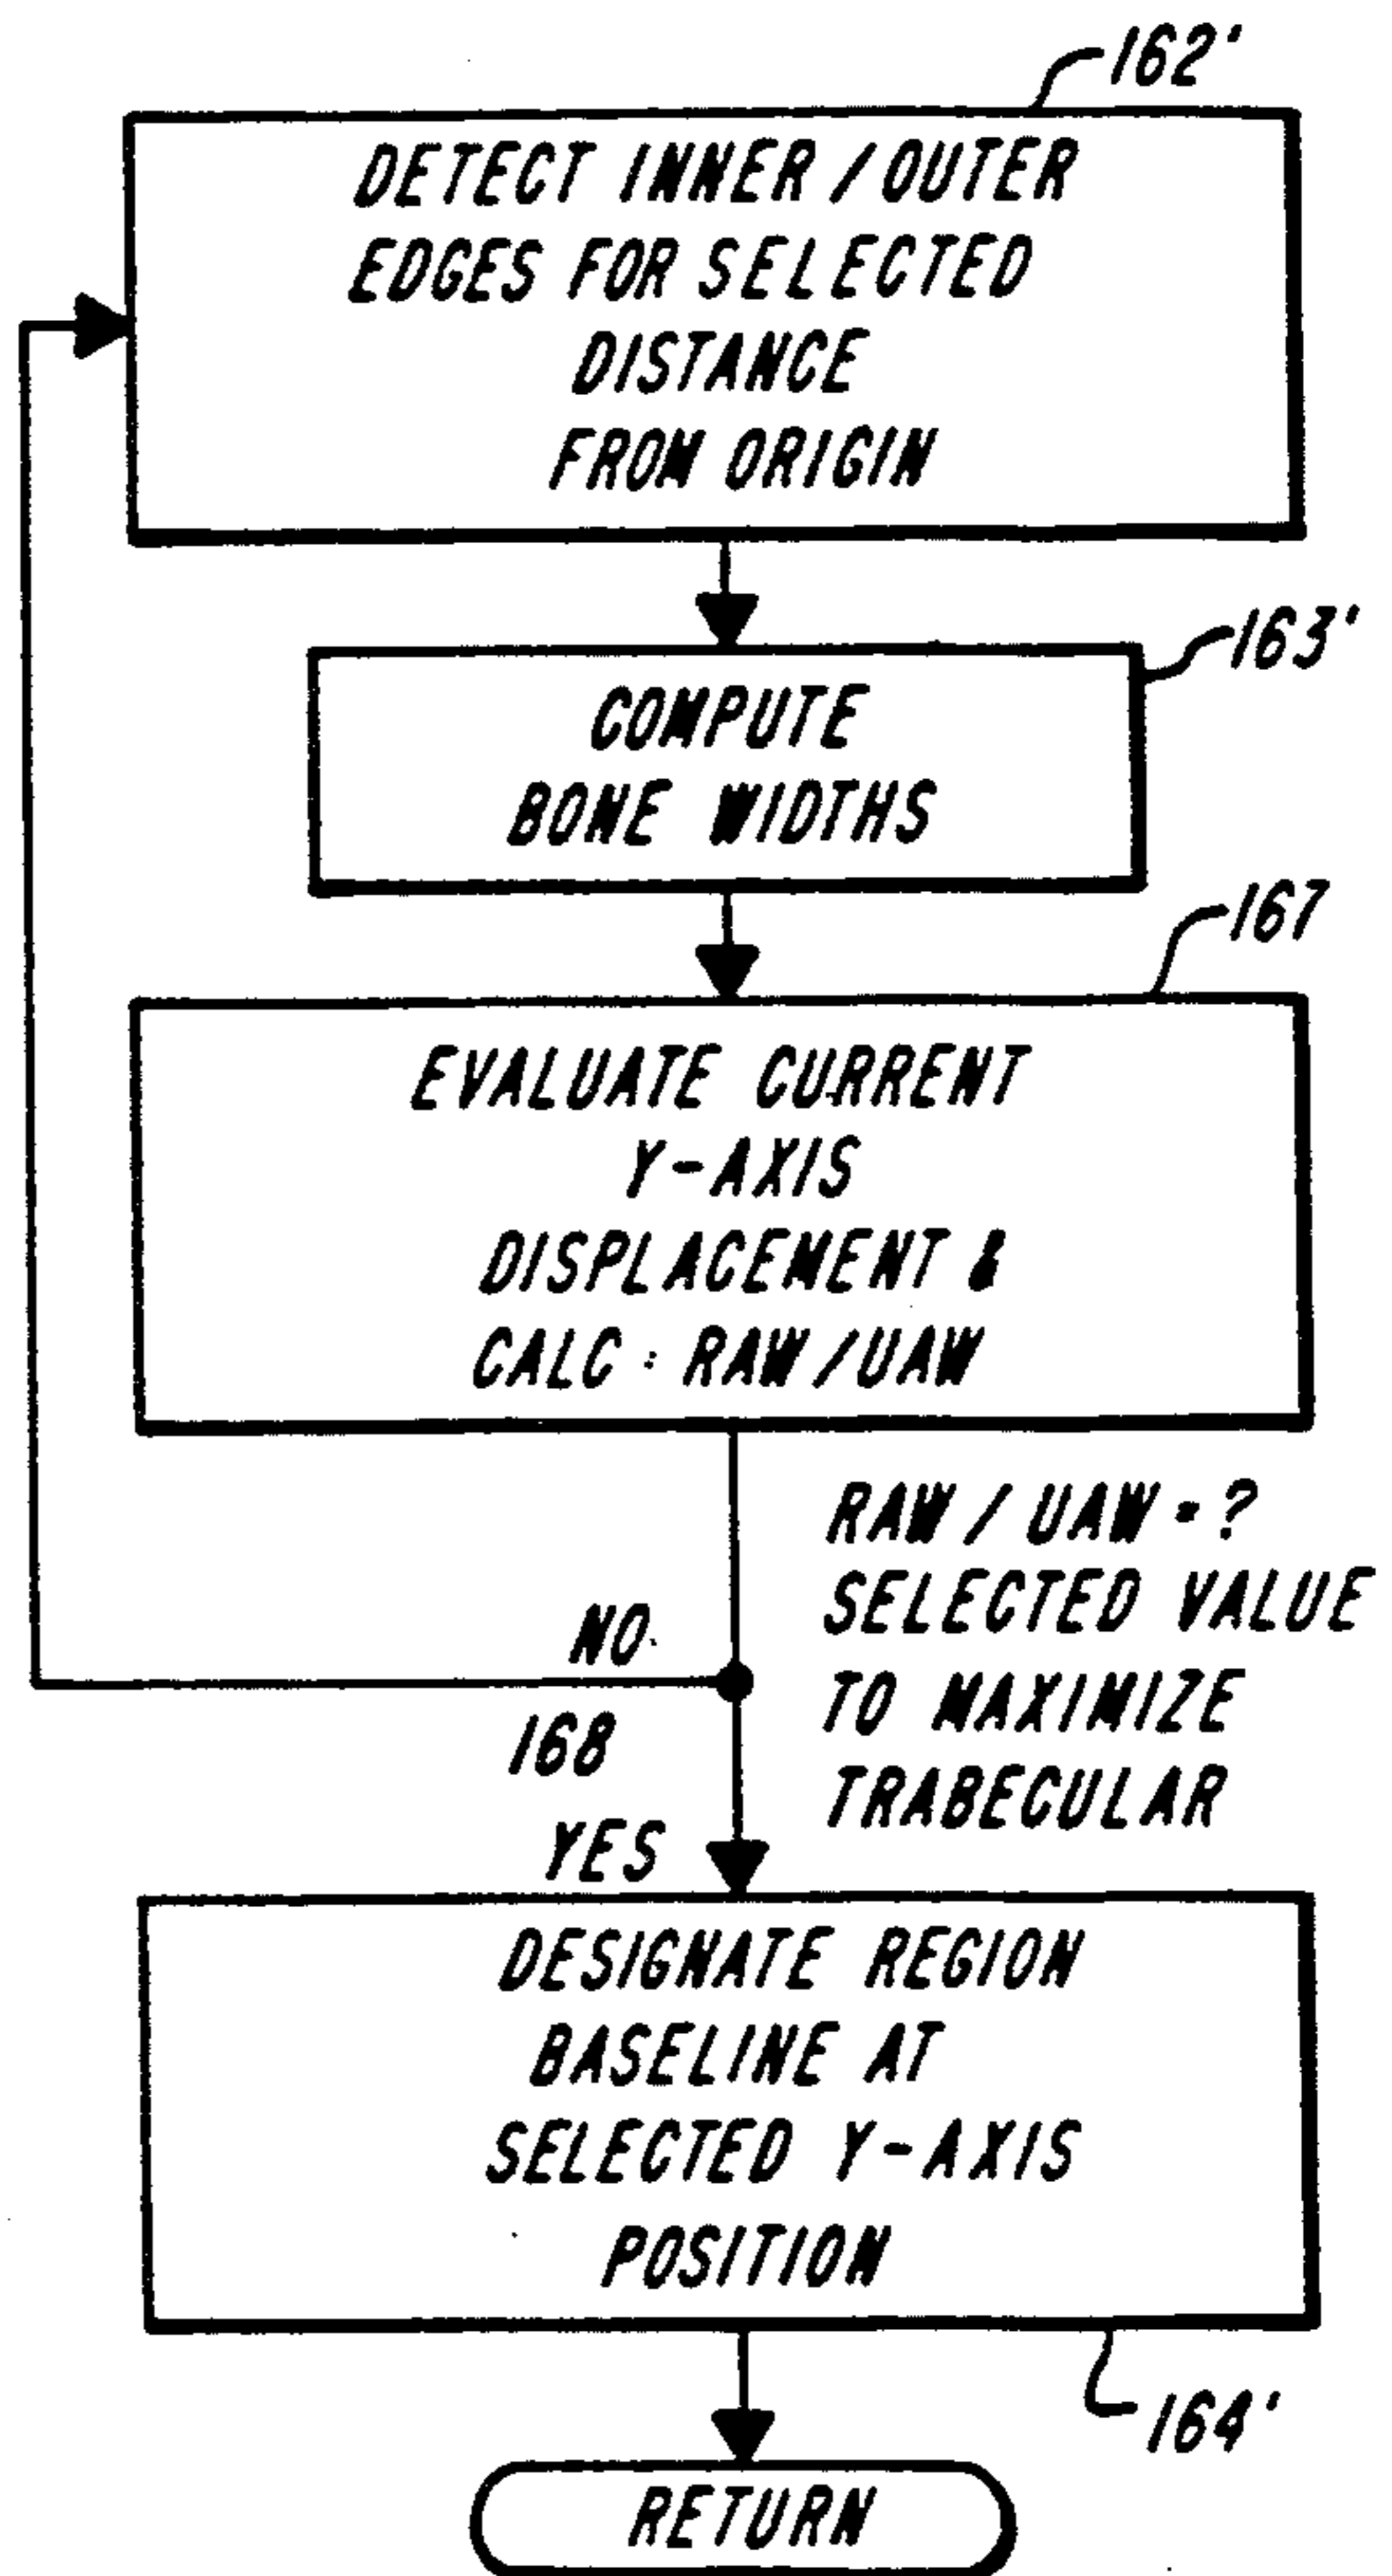 162'
DETECT INNER/OUTER
EDGES FOR SELECTED
DISTANCE
FROM ORIGIN
163'
COMPUTE
BONE WIDTHS
167
EVALUATE CURRENT
Y-AXIS
DISPLACEMENT &
CALC: RAW/UAW
RAW/UAW=?
SELECTED VALUE
TO MAXIMIZE
TRABECULAR
NO
168
YES
DESIGNATE REGION
BASELINE AT
SELECTED Y-AXIS
POSITION
164'
RETURN